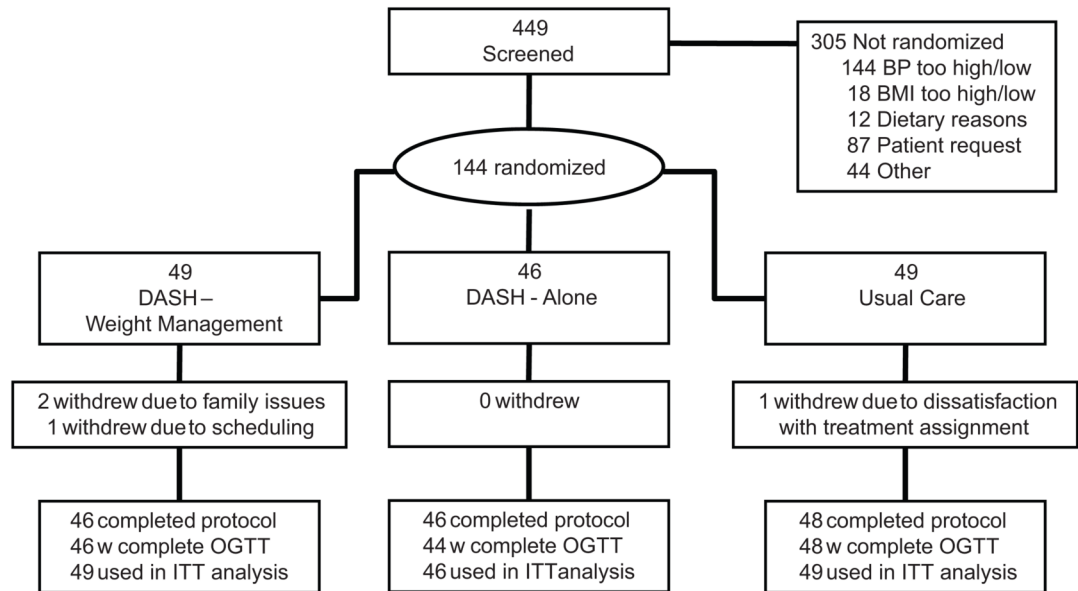 449
Screened
305 Not randomized
144 BP too high/low
18 BMI too high/low
12 Dietary reasons
87 Patient request
44 Other
144 randomized
49
DASH –
Weight Management
46
DASH - Alone
49
Usual Care
2 withdrew due to family issues
1 withdrew due to scheduling
0 withdrew
1 withdrew due to dissatisfaction
with treatment assignment
46 completed protocol
46 w complete OGTT
49 used in ITT analysis
46 completed protocol
44 w complete OGTT
46 used in ITTanalysis
48 completed protocol
48 w complete OGTT
49 used in ITT analysis